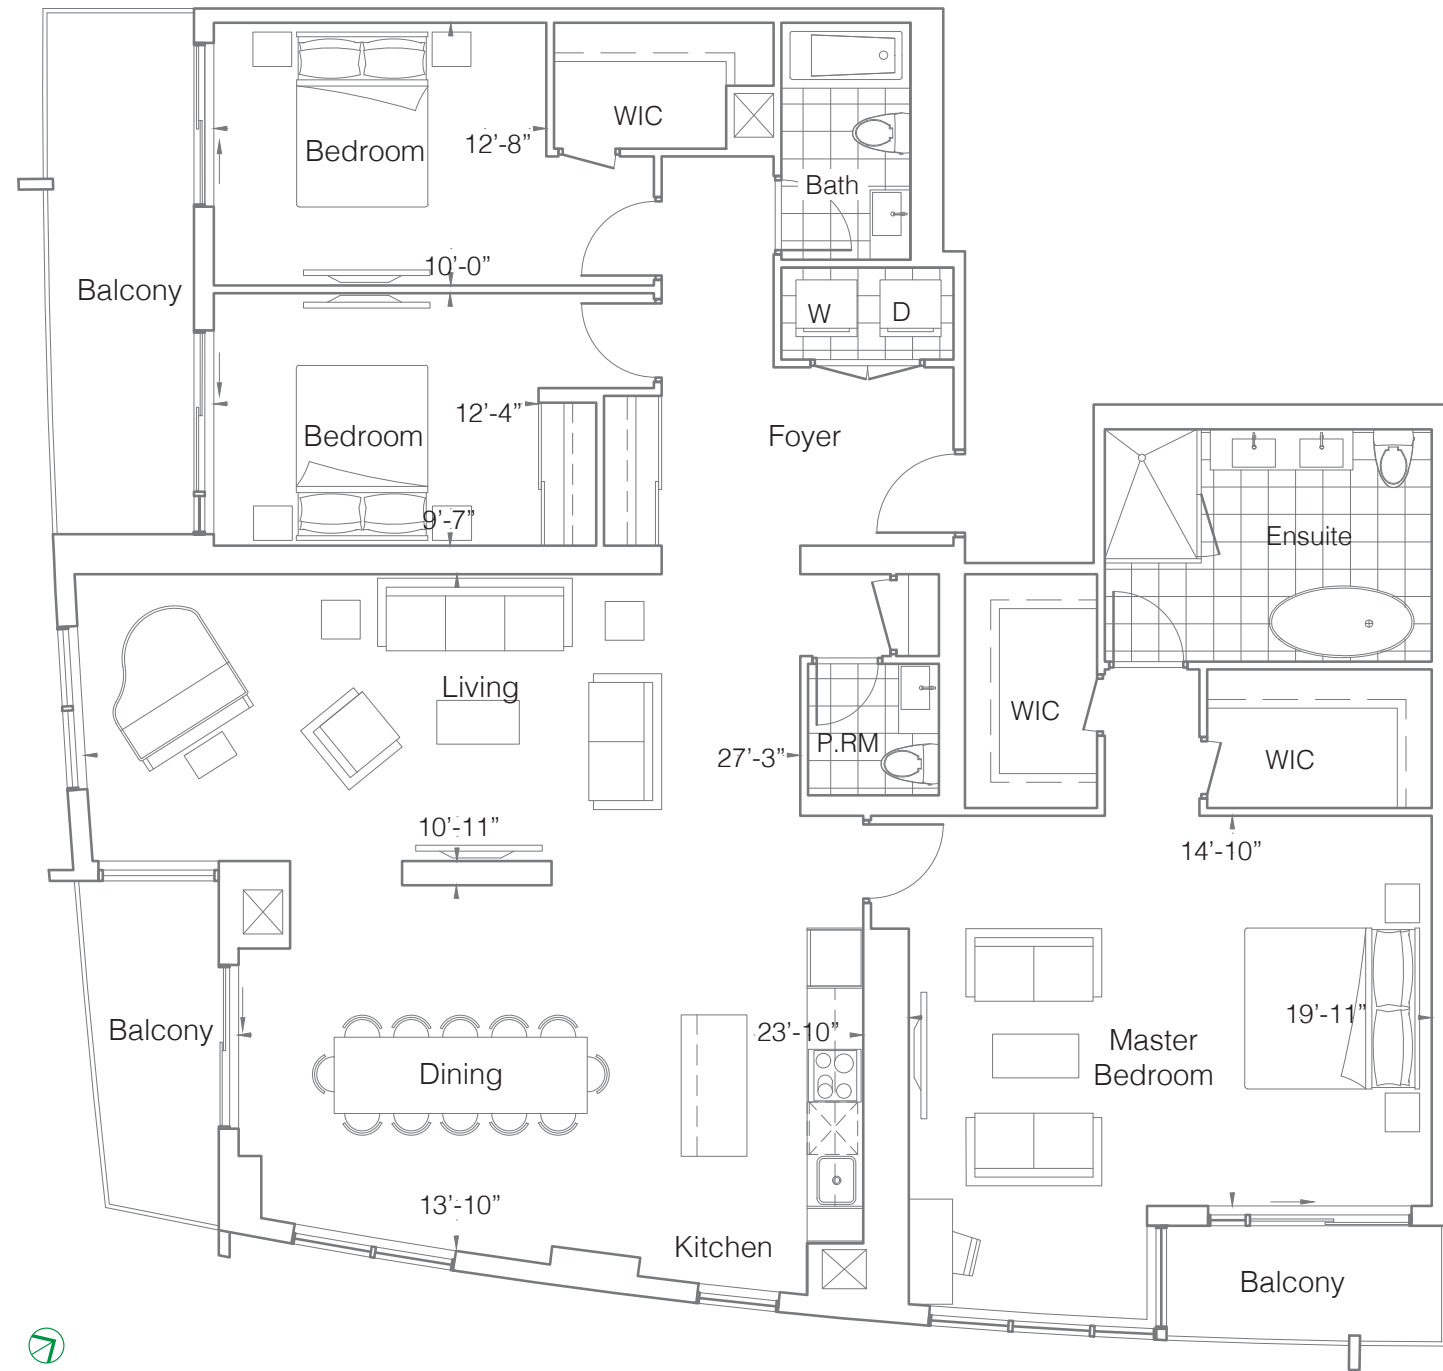 WIC
12’-8”
Bedroom
Bath
10’-0”
Balcony
W
D
12’-4”
Bedroom
Foyer
9’-7”
Ensuite
Living
WIC
P.RM
27’-3”
WIC
10’-11”
14’-10”
19’-11”
Balcony
23’-10”
Master
Bedroom
Dining
13’-10”
Kitchen
Balcony